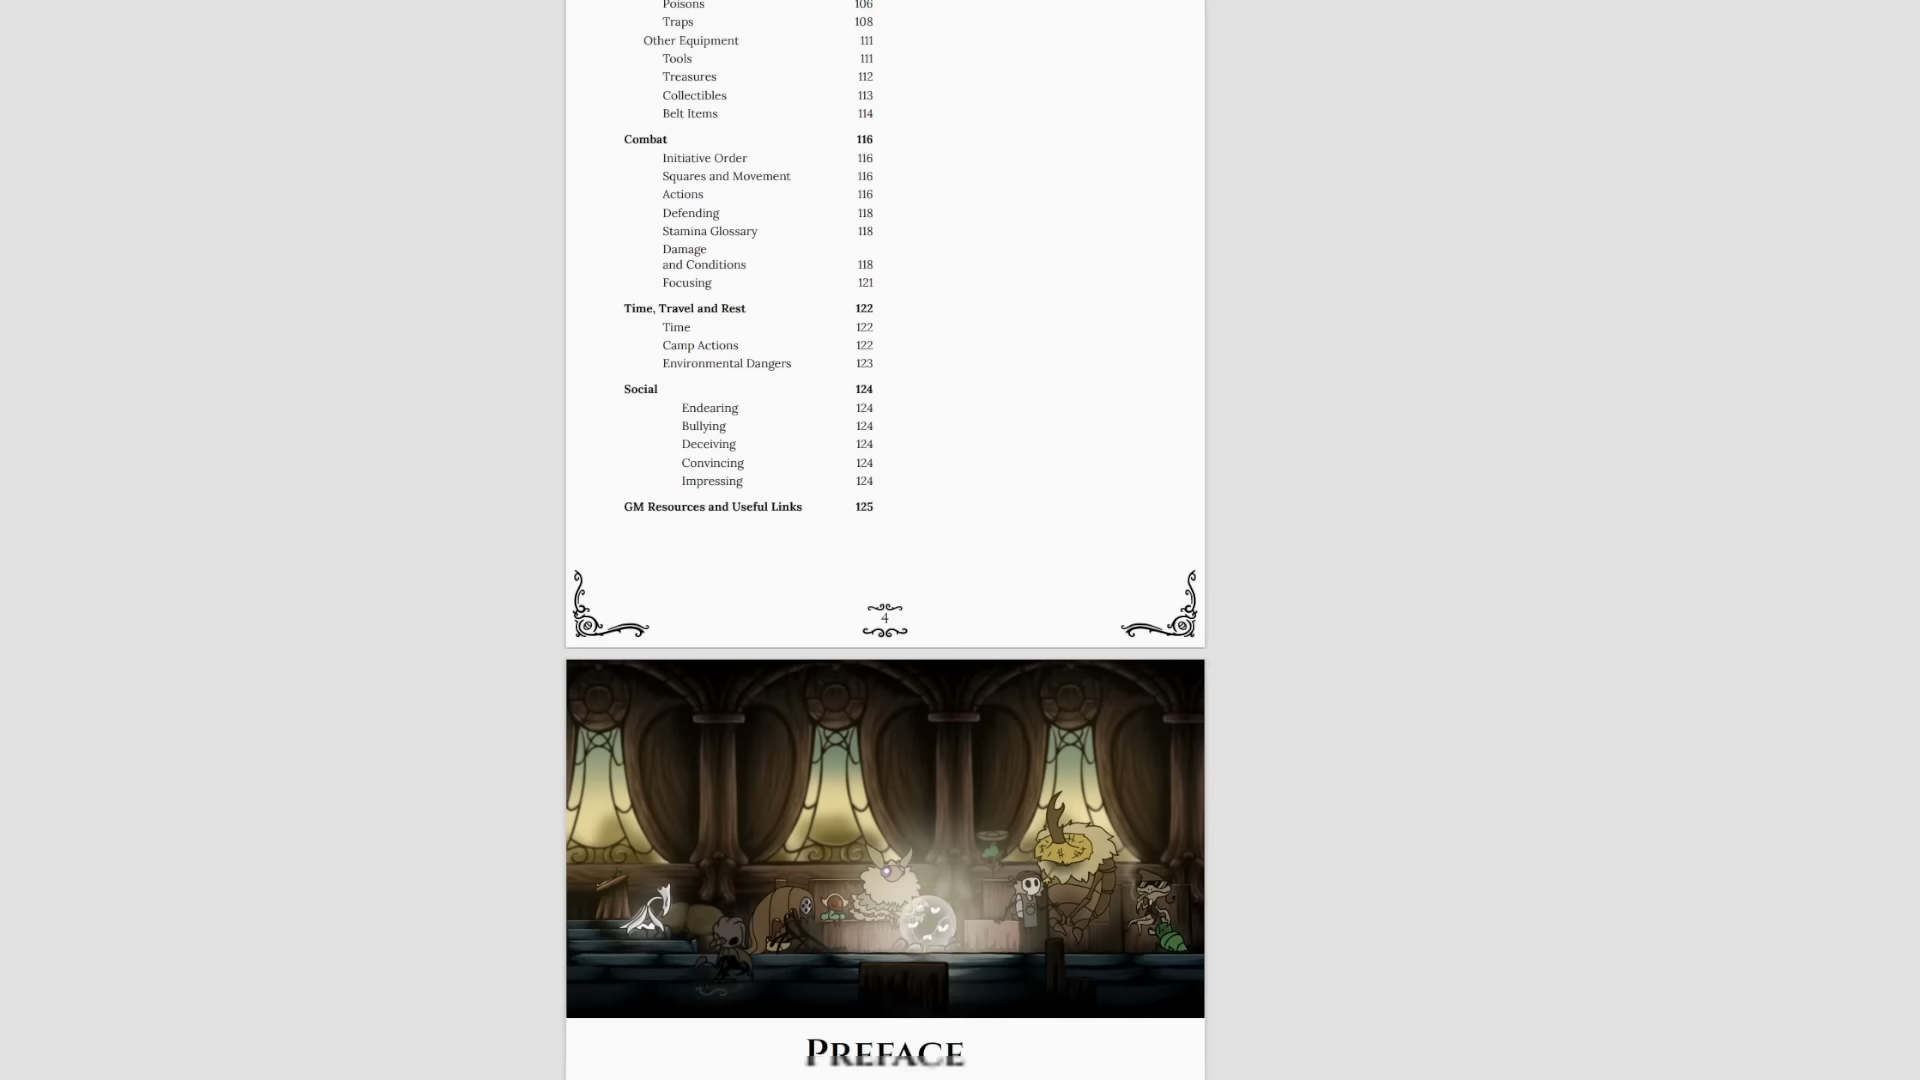 Poisons 106
Traps 108
Other Equipment 111
Tools 111
Treasures 112
Collectibles 113
Belt Items 114
Combat 116
Initiative Order 116
Squares and Movement 116
Actions 116
Defending 118
Stamina Glossary 118
Damage
and Conditions 118
Focusing 121
Time, Travel and Rest 122
Time 122
Camp Actions 122
Environmental Dangers 123
Social 124
Endearing 124
Bullying 124
Deceiving 124
Convincing 124
Impressing 124
GM Resources and Useful Links 125
4
PREFACE